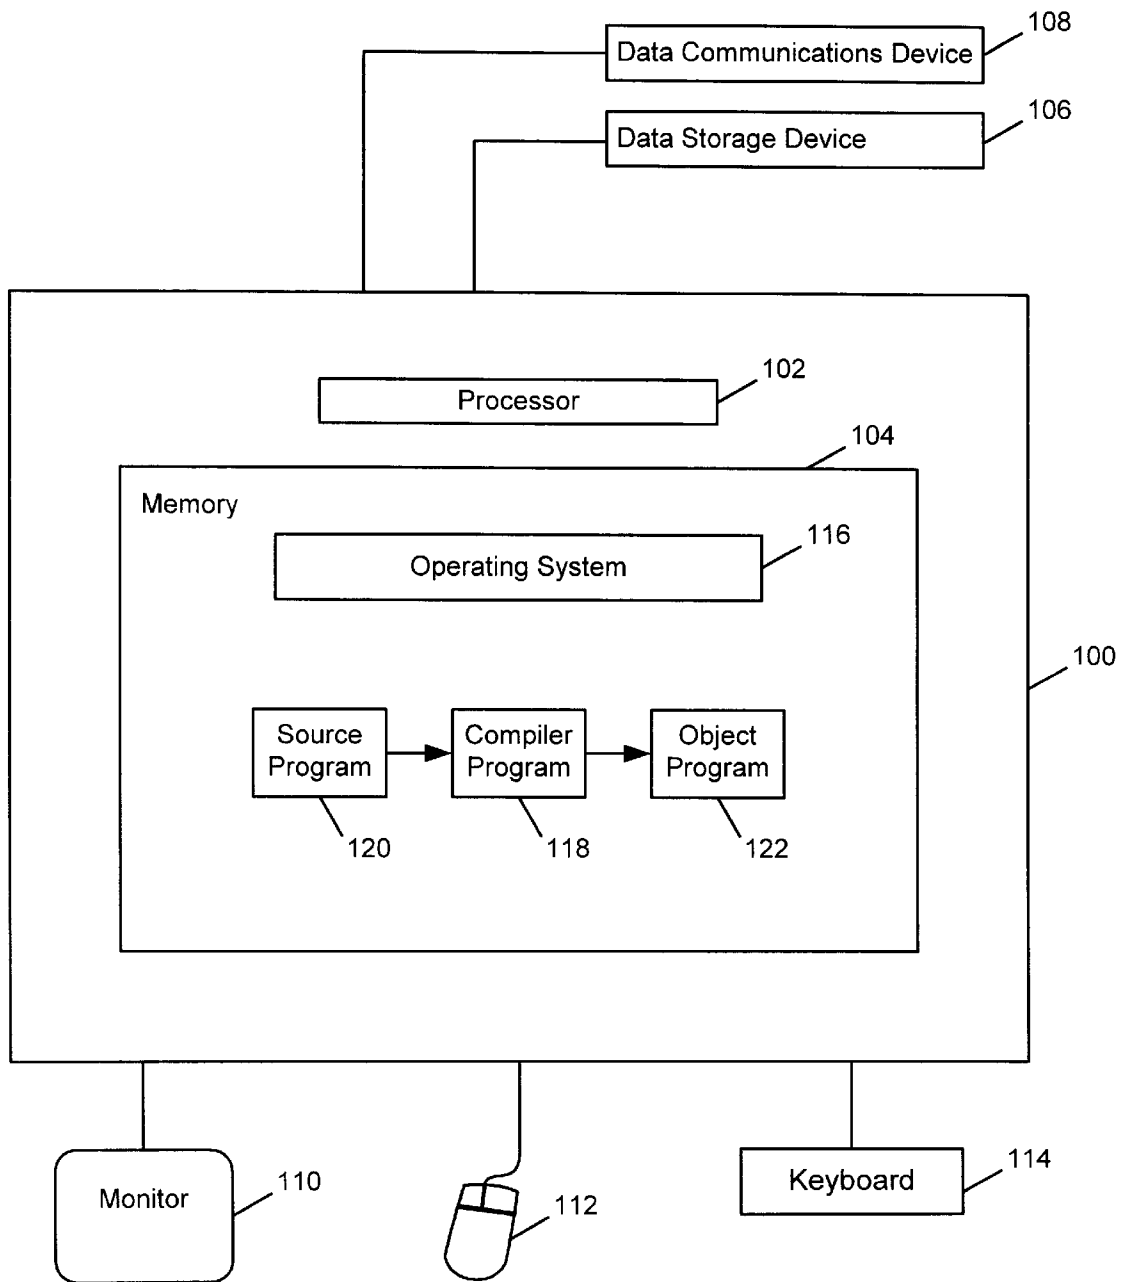 108
Data Communications Device
106
Data Storage Device
102
Processor
104
Memory
116
Operating System
100
Source
Program
Compiler
Program
Object
Program
120
118
122
Monitor
110
112
Keyboard
114